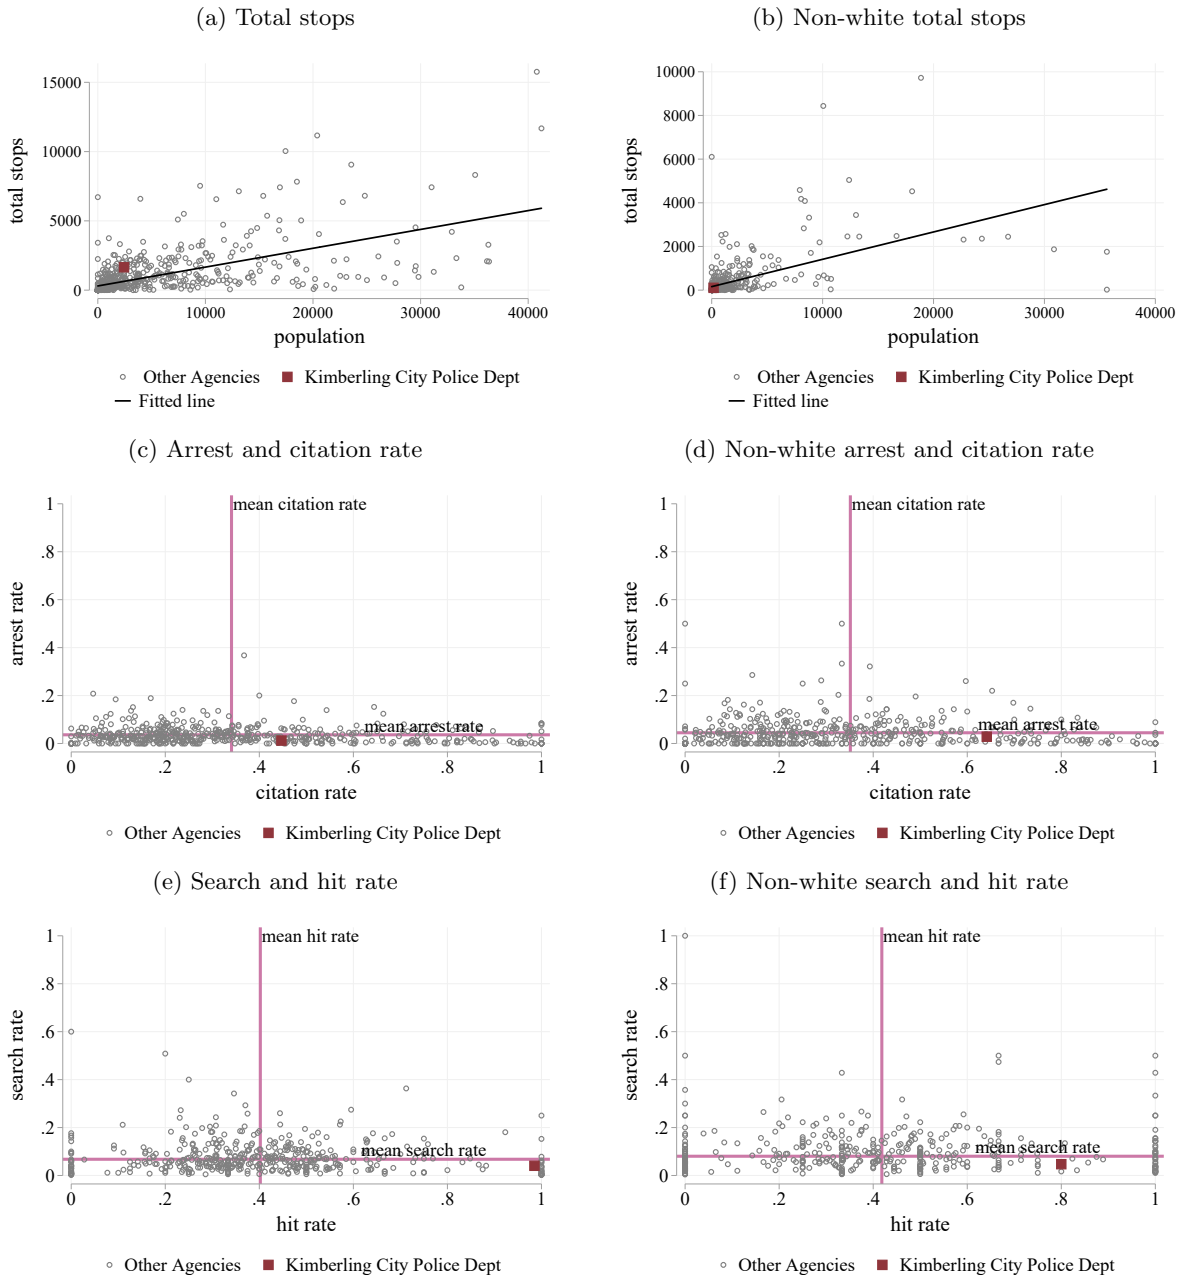 (a) Total stops
(b) Non-white total stops
total stops
15000
10000
5000
0
0 10000 20000 30000 40000
population
Other Agencies Kimberling City Police Dept
Fitted line
total stops
10000
8000
6000
4000
2000
0
0 10000 20000 30000 40000
population
Other Agencies Kimberling City Police Dept
Fitted line
(c) Arrest and citation rate
(d) Non-white arrest and citation rate
arrest rate
1
.8
.6
.4
.2
0
mean citation rate
mean arrest rate
0 .2 .4 .6 .8 1
citation rate
Other Agencies Kimberling City Police Dept
arrest rate
1
.8
.6
.4
.2
0
mean citation rate
mean arrest rate
0 .2 .4 .6 .8 1
citation rate
Other Agencies Kimberling City Police Dept
(e) Search and hit rate
(f) Non-white search and hit rate
search rate
1
.8
.6
.4
.2
0
mean hit rate
mean search rate
0 .2 .4 .6 .8 1
hit rate
Other Agencies Kimberling City Police Dept
search rate
1
.8
.6
.4
.2
0
mean hit rate
mean search rate
0 .2 .4 .6 .8 1
hit rate
Other Agencies Kimberling City Police Dept